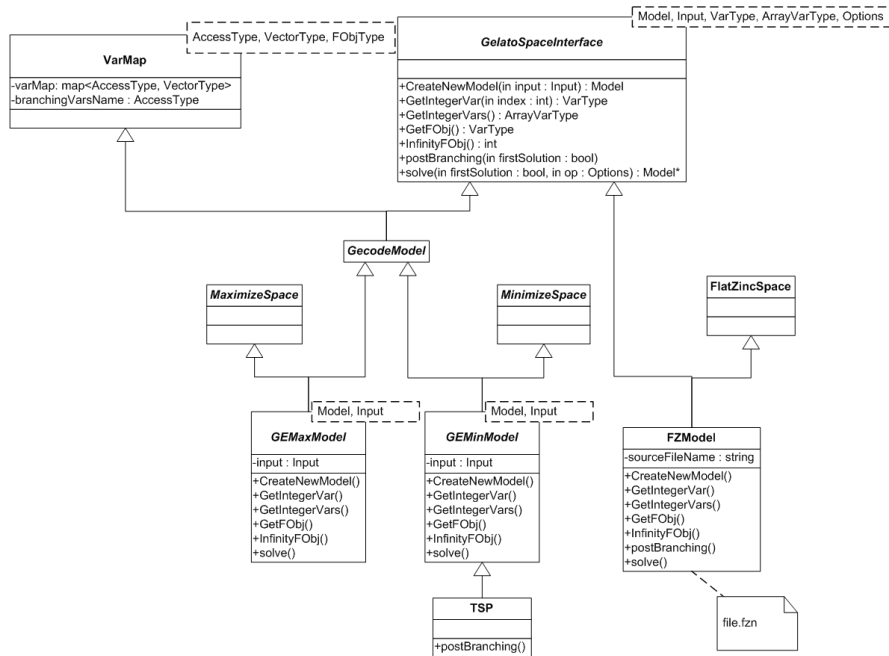 AccessType, VectorType, FObjType
VarMap
-varMap: map<AccessType, VectorType>
-branchingVarsName : AccessType
Model, Input, VarType, ArrayVarType, Options
GelatoSpaceInterface
+CreateNewModel(in input : Input) : Model
+GetIntegerVar(in index : int) : VarType
+GetIntegerVars() : ArrayVarType
+GetFObj() : VarType
+InfinityFObj() : int
+postBranching(in firstSolution : bool)
+solve(in firstSolution : bool, in op : Options) : Model*
GecodeModel
MaximizeSpace
MinimizeSpace
FlatZincSpace
Model, Input
GEMaxModel
-input : Input
+CreateNewModel()
+GetIntegerVar()
+GetIntegerVars()
+GetFObj()
+InfinityFObj()
+solve()
Model, Input
GEMinModel
-input : Input
+CreateNewModel()
+GetIntegerVar()
+GetIntegerVars()
+GetFObj()
+InfinityFObj()
+solve()
FZModel
-sourceFileName : string
+CreateNewModel()
+GetIntegerVar()
+GetIntegerVars()
+GetFObj()
+InfinityFObj()
+postBranching()
+solve()
TSP
+postBranching()
file.fzn